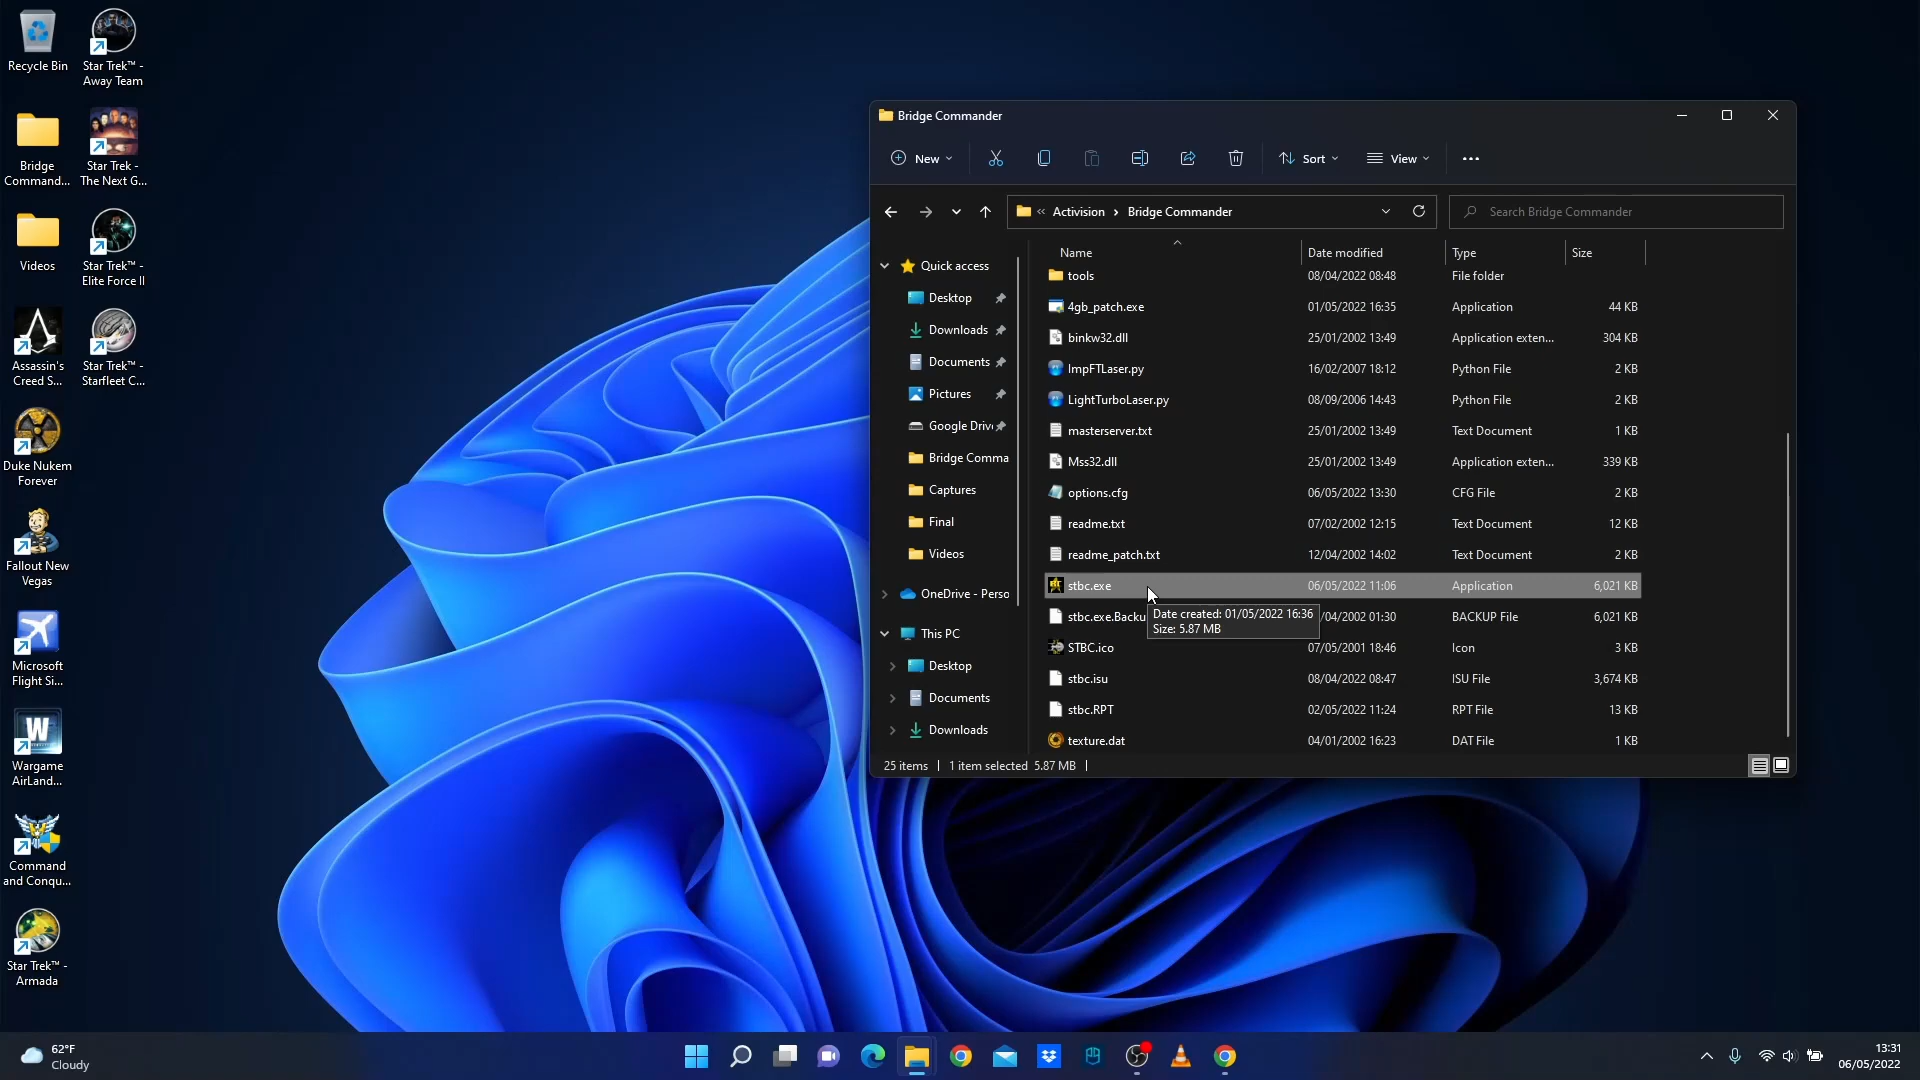 Recycle Bin
Star Trek™ -
Away Team
Bridge
Command...
Star Trek -
The Next G...
Videos
Star Trek™ -
Elite Force II
Assassin's
Creed S...
Star Trek™ -
Starfleet C...
Duke Nukem
Forever
Fallout New
Vegas
Microsoft
Flight Si...
Wargame
AirLand...
Command
and Conqu...
Star Trek™ -
Armada
Bridge Commander
New
Sort
View
Activision
Bridge Commander
Search Bridge Commander
Name Date modified Type Size
Quick access
Desktop
Downloads
Documents
Pictures
Google Driv
Bridge Comma
Captures
Final
Videos
OneDrive - Perso
This PC
Desktop
Documents
Downloads
tools 08/04/2022 08:48 File folder
4gb_patch.exe 01/05/2022 16:35 Application 44 KB
binkw32.dll 25/01/2002 13:49 Application exten... 304 KB
ImpFTLaser.py 16/02/2007 18:12 Python File 2 KB
LightTurboLaser.py 08/09/2006 14:43 Python File 2 KB
masterserver.txt 25/01/2002 13:49 Text Document 1 KB
Mss32.dll 25/01/2002 13:49 Application exten... 339 KB
options.cfg 06/05/2022 13:30 CFG File 2 KB
readme.txt 07/02/2002 12:15 Text Document 12 KB
readme_patch.txt 12/04/2002 14:02 Text Document 2 KB
stbc.exe 06/05/2022 11:06 Application 6,021 KB
stbc.exe.Backu /04/2002 01:30 BACKUP File 6,021 KB
Date created: 01/05/2022 16:36
Size: 5.87 MB
STBC.ico 07/05/2001 18:46 Icon 3 KB
stbc.isu 08/04/2022 08:47 ISU File 3,674 KB
stbc.RPT 02/05/2022 11:24 RPT File 13 KB
texture.dat 04/01/2002 16:23 DAT File 1 KB
25 items 1 item selected 5.87 MB
62°F
Cloudy
13:31
06/05/2022